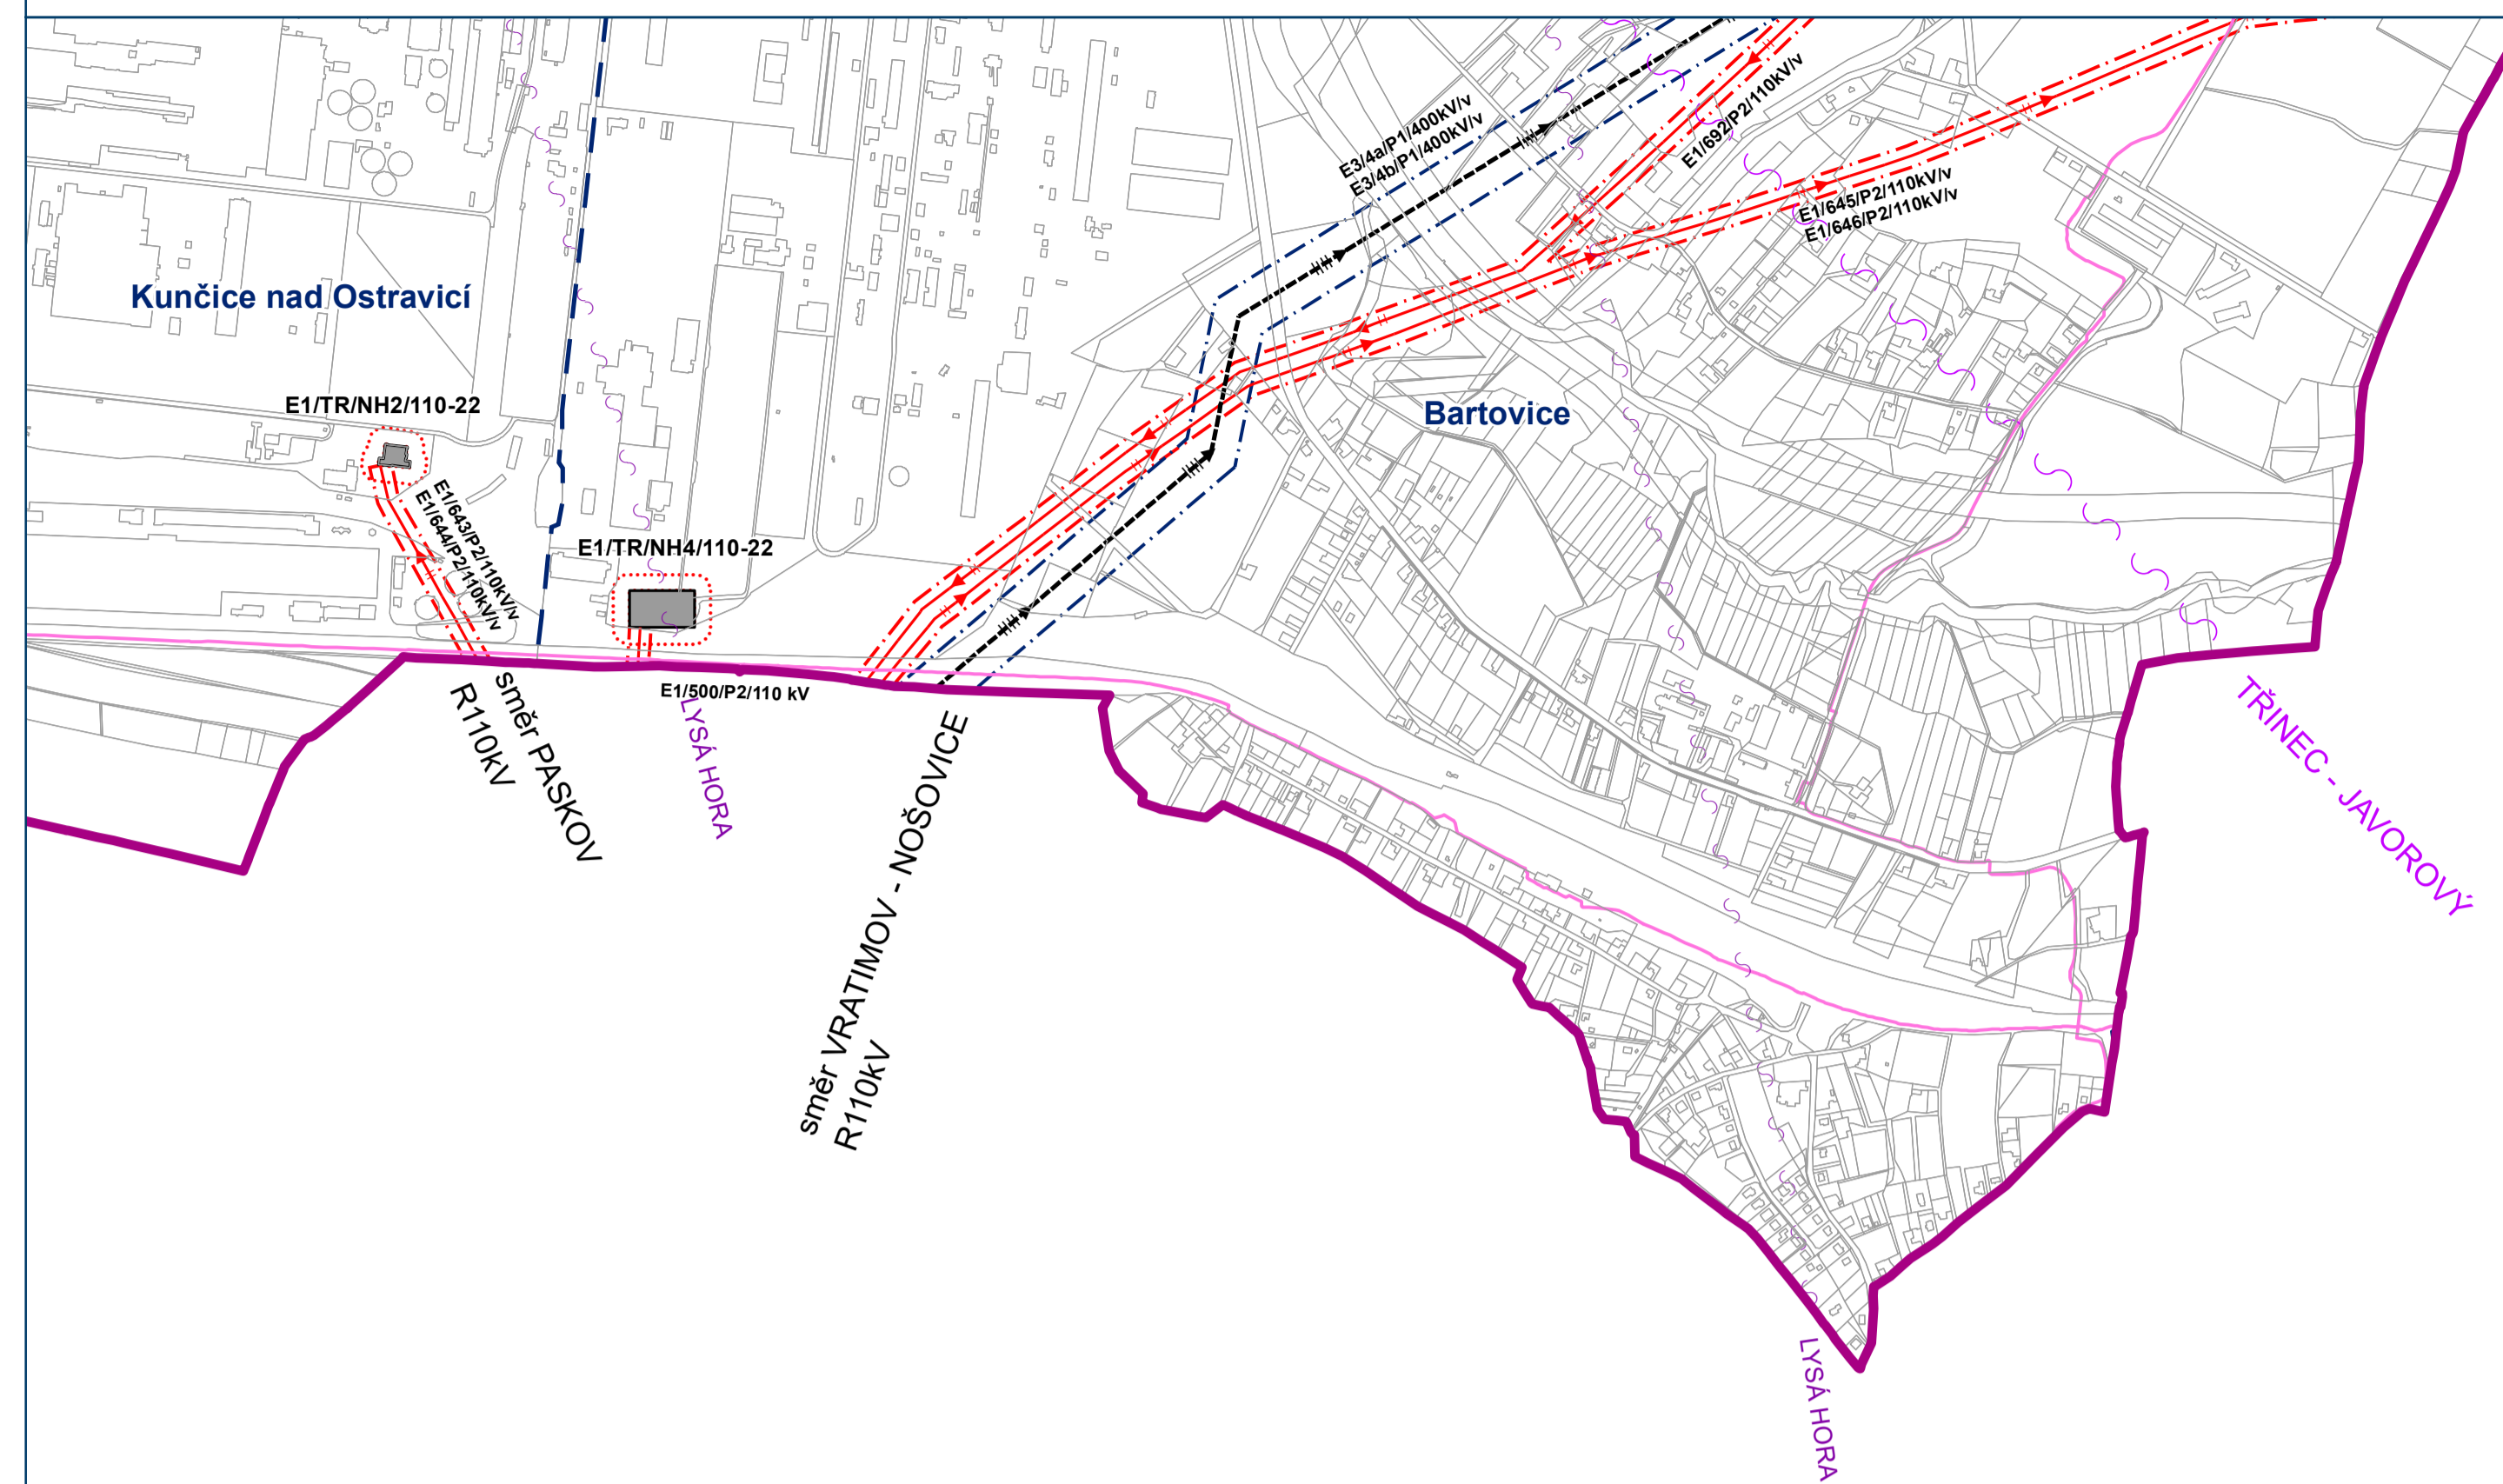 E3/4a/P1/400kV/v
E3/4b/P1/400kV/v
E1/692/P2/110kV/v
E1/645/P2/110kV/v
E1/646/P2/110kV/v
Kunčice nad Ostravicí
E1/TR/NH2/110-22
Bartovice
E1/643/P2/110kV/v
E1/644/P2/110kV/v
E1/TR/NH4/110-22
E1/500/P2/110 kV
směr PASKOV
R110kV
LYSÁ HORA
směr VRATIMOV - NOŠOVICE
R110kV
TŘINEC - JAVOROVÝ
LYSÁ HORA